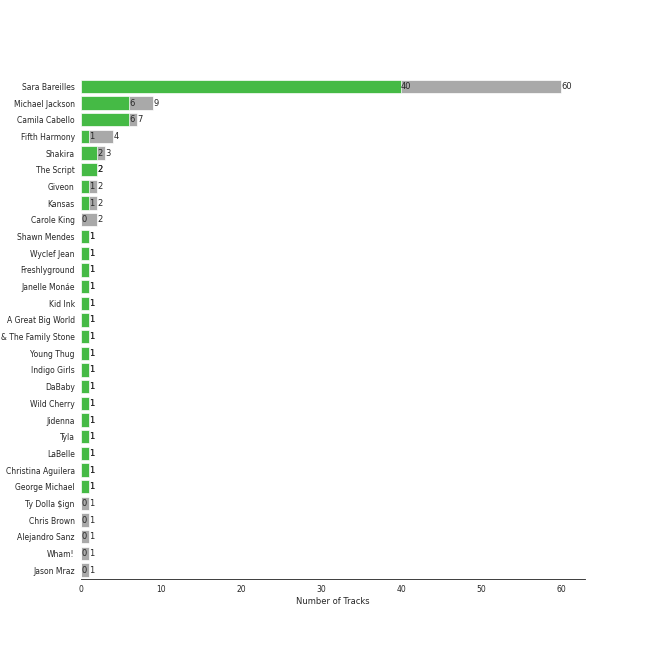 Sara Bareilles 40 60
Michael Jackson 6 9
Camila Cabello 6 7
Fifth Harmony 1 4
Shakira 2 3
The Script 2
Giveon 1 2
Kansas 1 2
Carole King 0 2
Shawn Mendes 1
Wyclef Jean 1
Freshlyground 1
Janelle Monáe 1
Kid Ink 1
A Great Big World 1
& The Family Stone 1
Young Thug 1
Indigo Girls 1
DaBaby 1
Wild Cherry 1
Jidenna 1
Tyla 1
LaBelle 1
Christina Aguilera 1
George Michael 1
Ty Dolla $ign 0 1
Chris Brown 0 1
Alejandro Sanz 0 1
Wham! 0 1
Jason Mraz 0 1
0 10 20 30 40 50 60
Number of Tracks